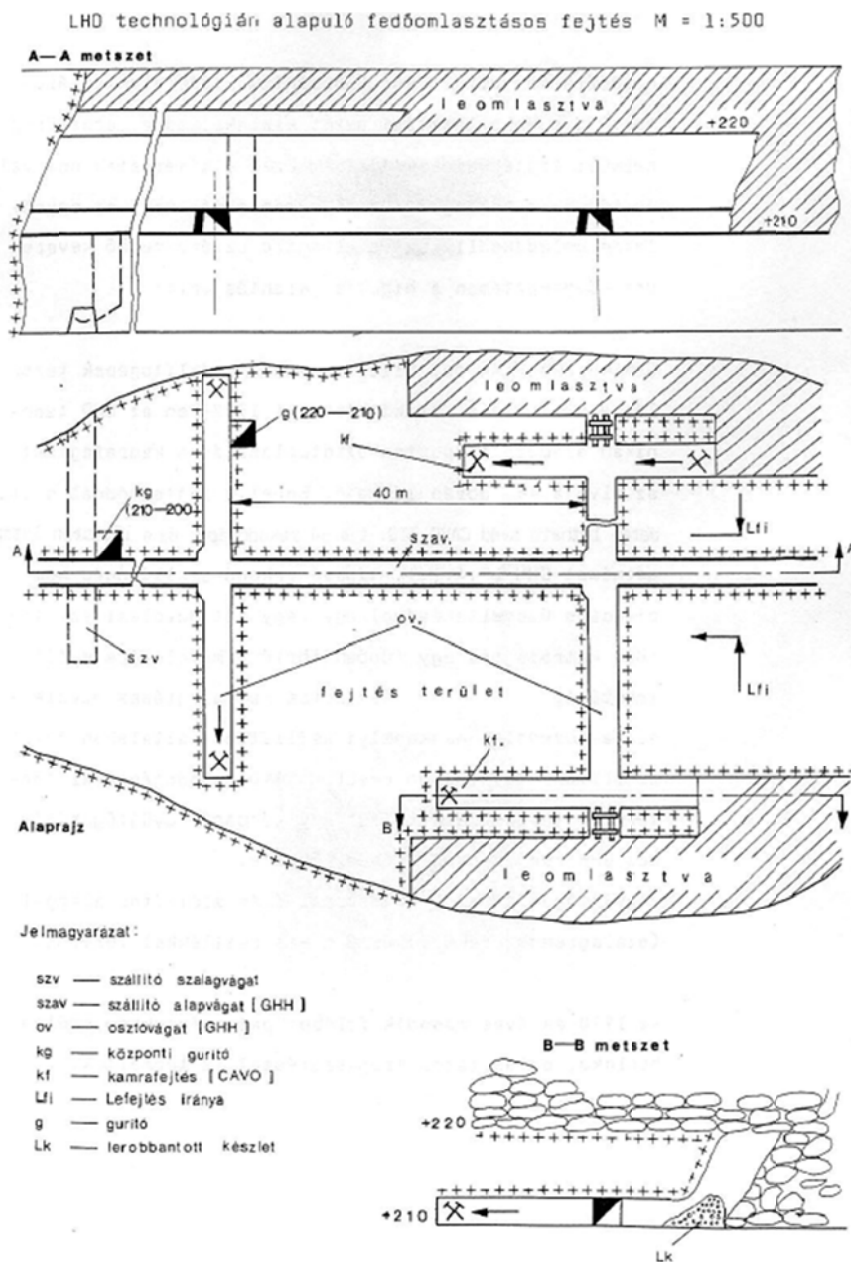 LHD technológián alapuló fedőomlasztásos fejtés M = 1:500
A—A metszet
leomlasztva
+220
+210
leomlasztva
g(220—210)
kg
(210—200)
40 m
Lfi
A
szav.
A
ov.
szv
fejtés terület
Lfi
kf.
B
Alaprajz
leomlasztva
Jelmagyarázat:
szv — szállító szalagvágat
szav — szállító alapvágat [GHH]
ov — osztóvágat [GHH]
kg — központi gurító
kf — kamrafejtés [CAVO]
Lfi — Lefejtés iránya
g — gurító
Lk — lerobbantott készlet
B—B metszet
+220
+210
Lk